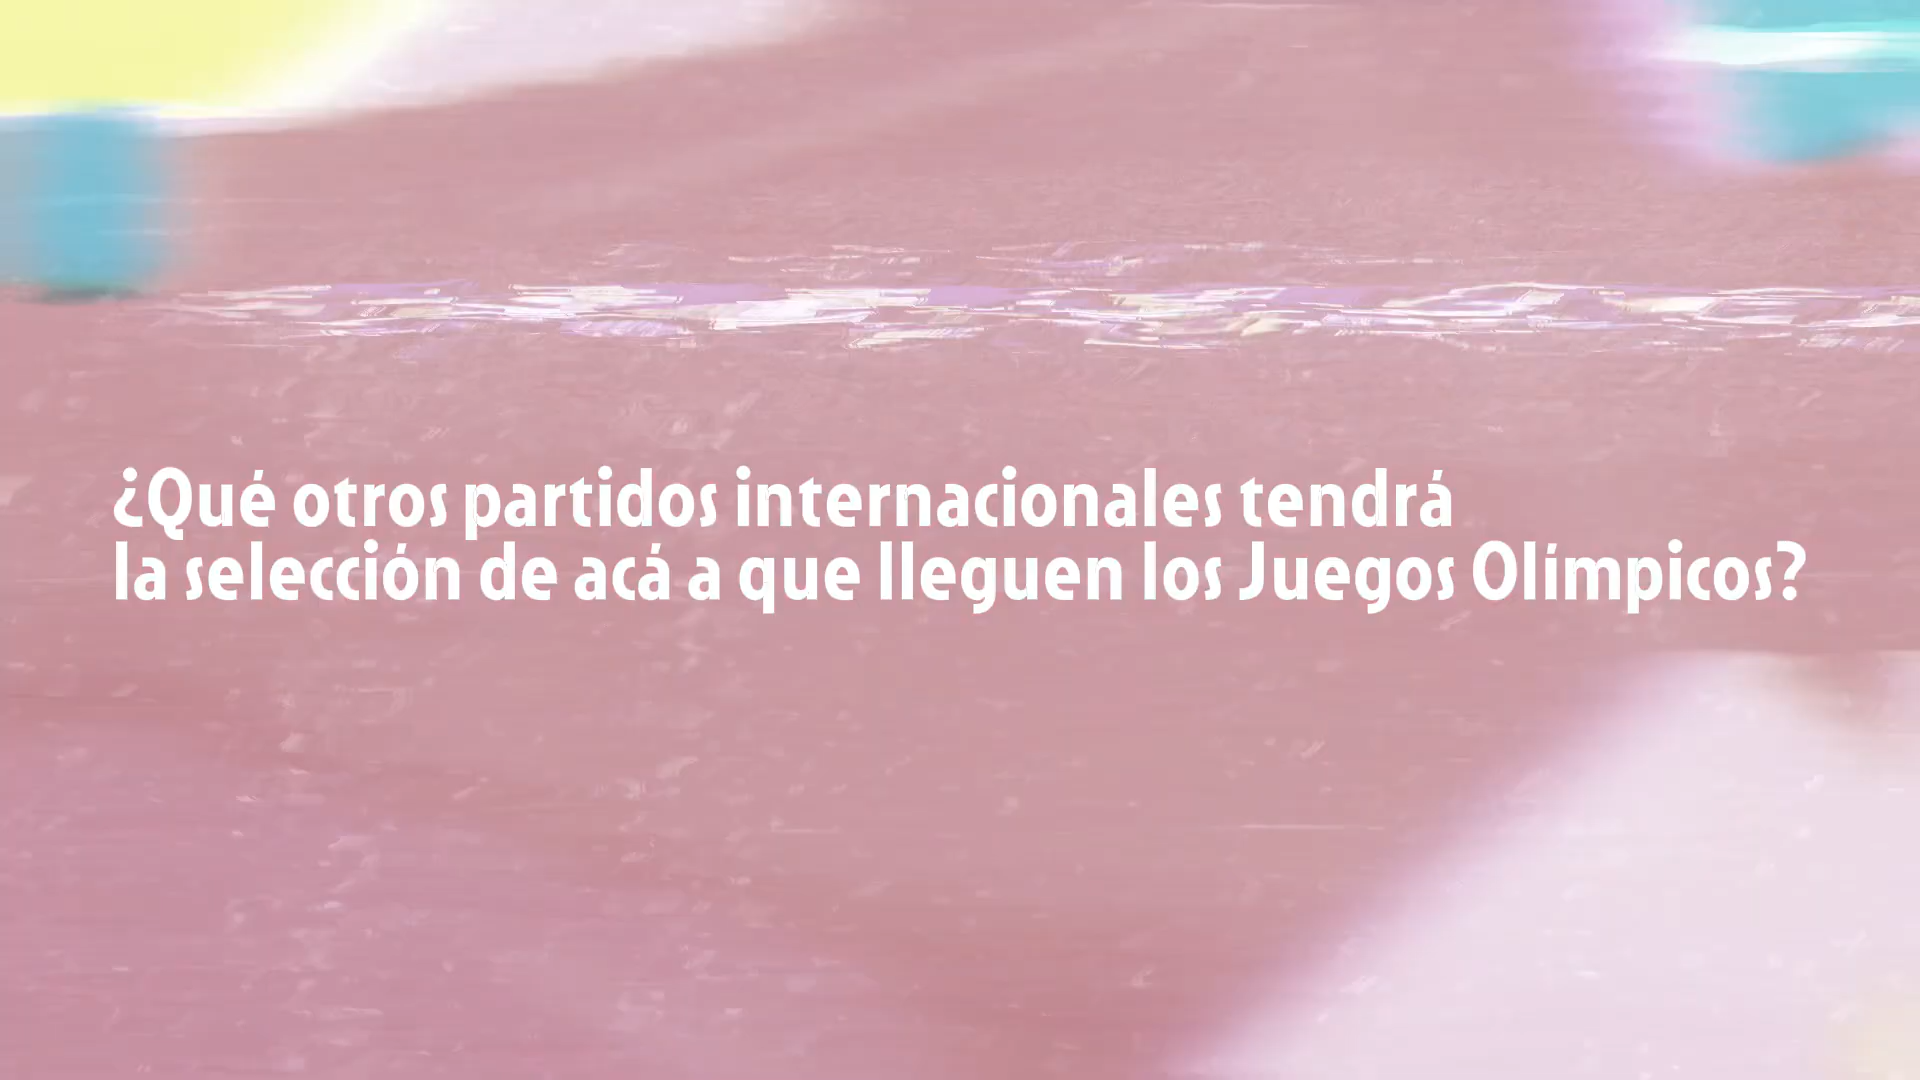 ¿Qué otros partidos internacionales tendrá
la selección de acá a que lleguen los Juegos Olímpicos?